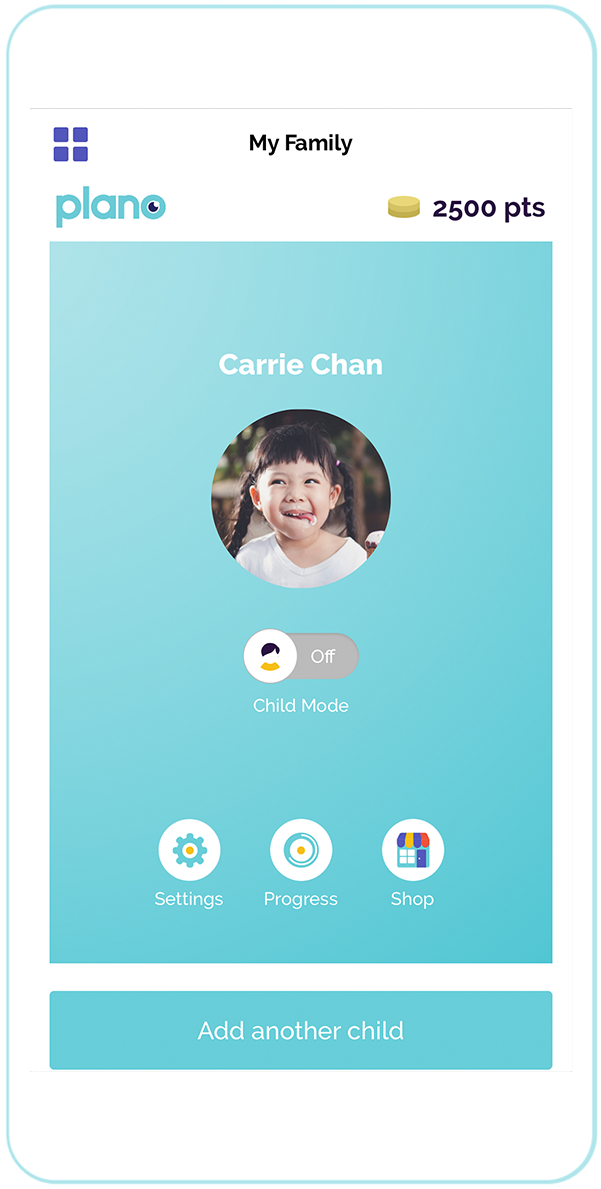 My Family
plano
2500 pts
Carrie Chan
Off
Child Mode
Settings
Progress
Shop
Add another child